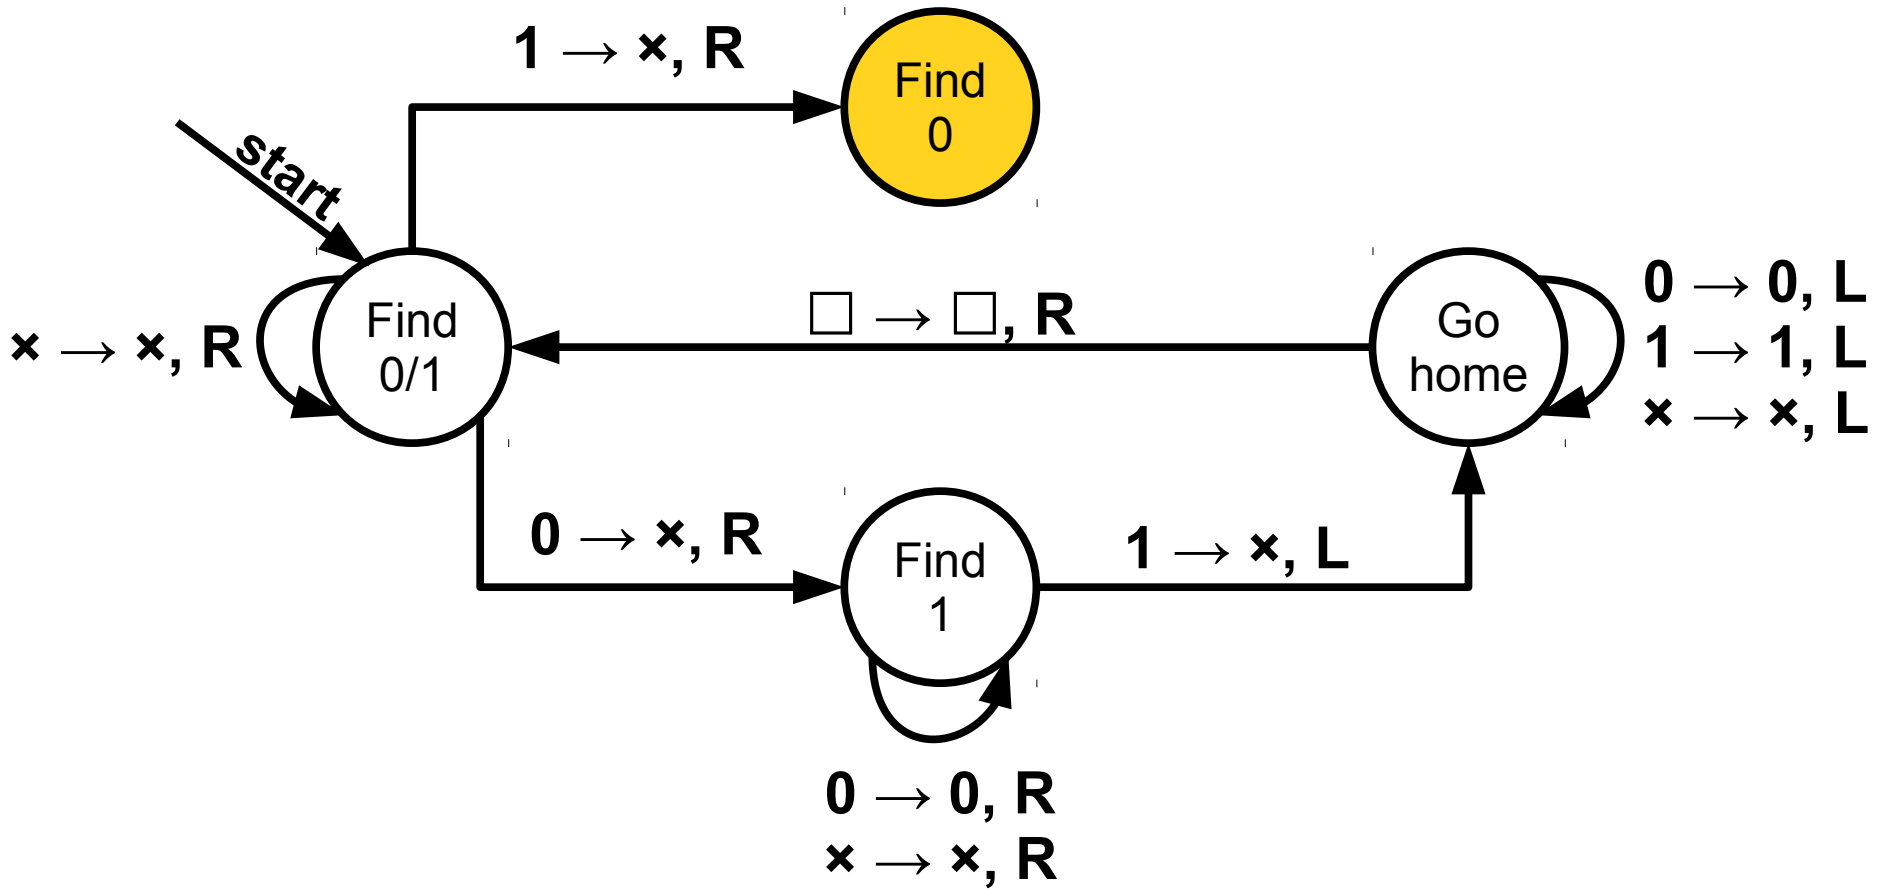 1 → ×, R
Find
0
start
Find
0/1
× → ×, R
□ → □, R
Go
home
0 → 0, L
1 → 1, L
× → ×, L
0 → ×, R
Find
1
1 → ×, L
0 → 0, R
× → ×, R